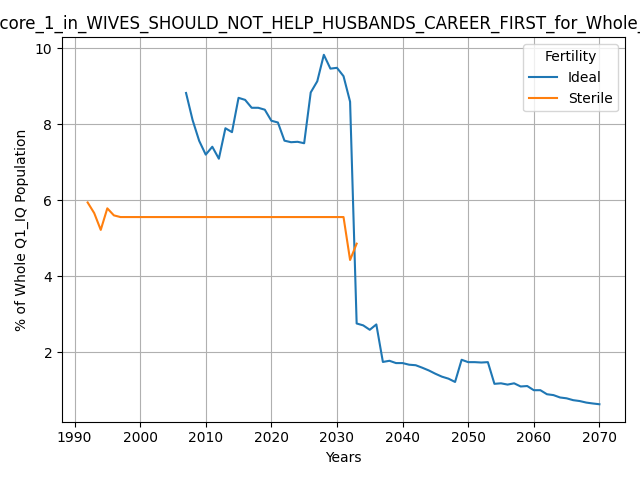 core_1_in_WIVES_SHOULD_NOT_HELP_HUSBANDS_CAREER_FIRST_for_Whole_
Fertility
Ideal
Sterile
% of Whole Q1_IQ Population
10
8
6
4
2
1990 2000 2010 2020 2030 2040 2050 2060 2070
Years